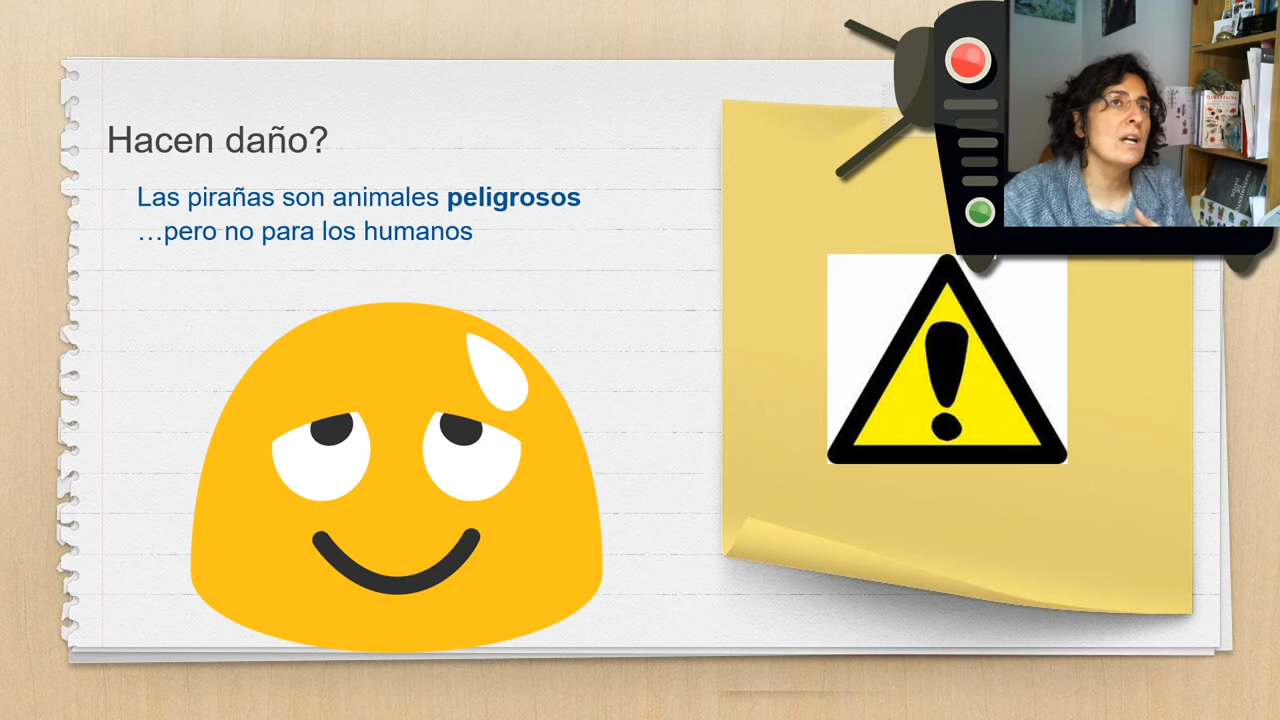 Hacen daño?
Las pirañas son animales peligrosos
…pero no para los humanos